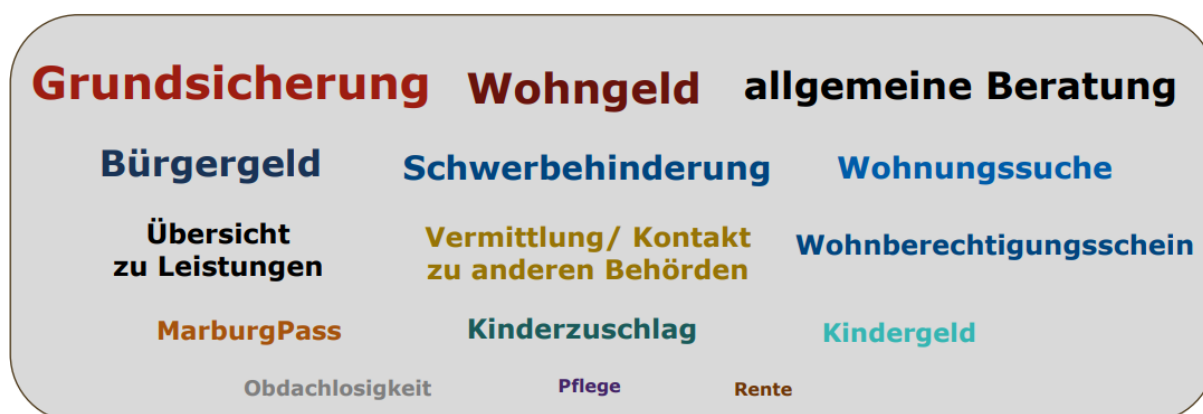 Grundsicherung Wohngeld allgemeine Beratung
Bürgergeld Schwerbehinderung Wohnungssuche
Übersicht
zu Leistungen
Vermittlung/ Kontakt
zu anderen Behörden
Wohnberechtigungsschein
MarburgPass Kinderzuschlag Kindergeld
Obdachlosigkeit Pflege Rente